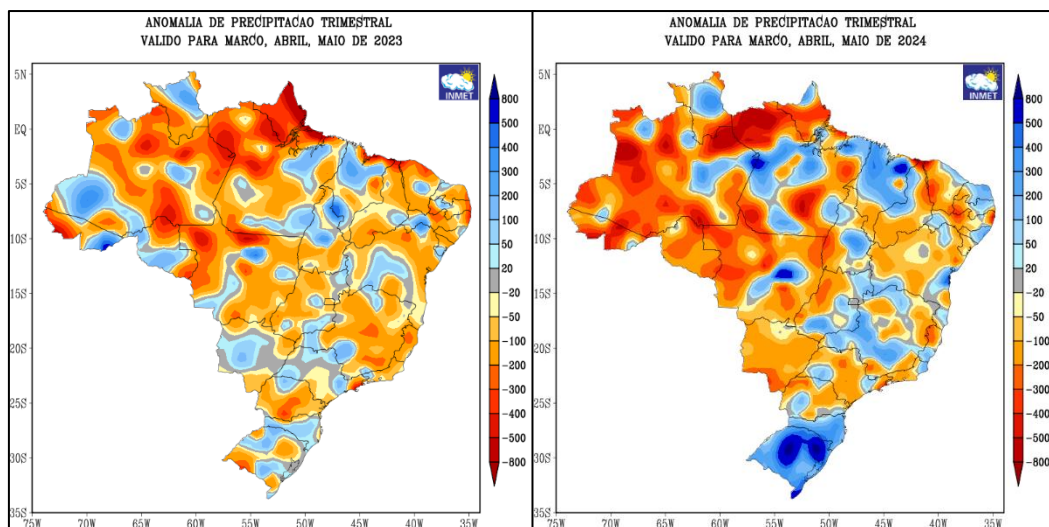 ANOMALIA DE PRECIPITACAO TRIMESTRAL
VALIDO PARA MARCO, ABRIL, MAIO DE 2023
INMET
5N
EQ
5S
10S
15S
20S
25S
30S
75W 70W 65W 60W 55W 50W 45W 40W 35W
800
500
400
300
200
100
50
20
-20
-50
-100
-200
-300
-400
-500
-800
ANOMALIA DE PRECIPITACAO TRIMESTRAL
VALIDO PARA MARCO, ABRIL, MAIO DE 2024
INMET
5N
EQ
5S
10S
15S
20S
25S
30S
75W 70W 65W 60W 55W 50W 45W 40W 35W
800
500
400
300
200
100
50
20
-20
-50
-100
-200
-300
-400
-500
-800